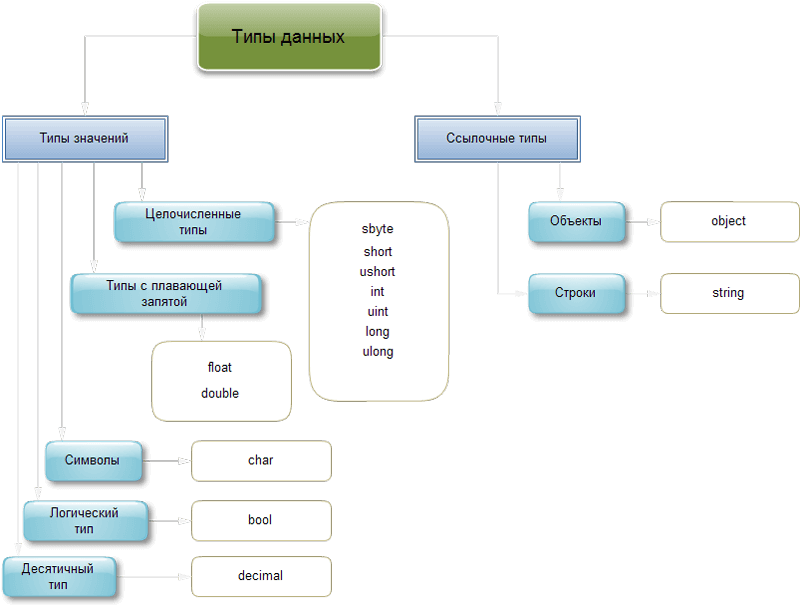 Типы данных
Типы значений
Ссылочные типы
Целочисленные
типы
sbyte
short
ushort
int
uint
long
ulong
Объекты
object
Типы с плавающей
запятой
float
double
Строки
string
Символы
char
Логический
тип
bool
Десятичный
тип
decimal